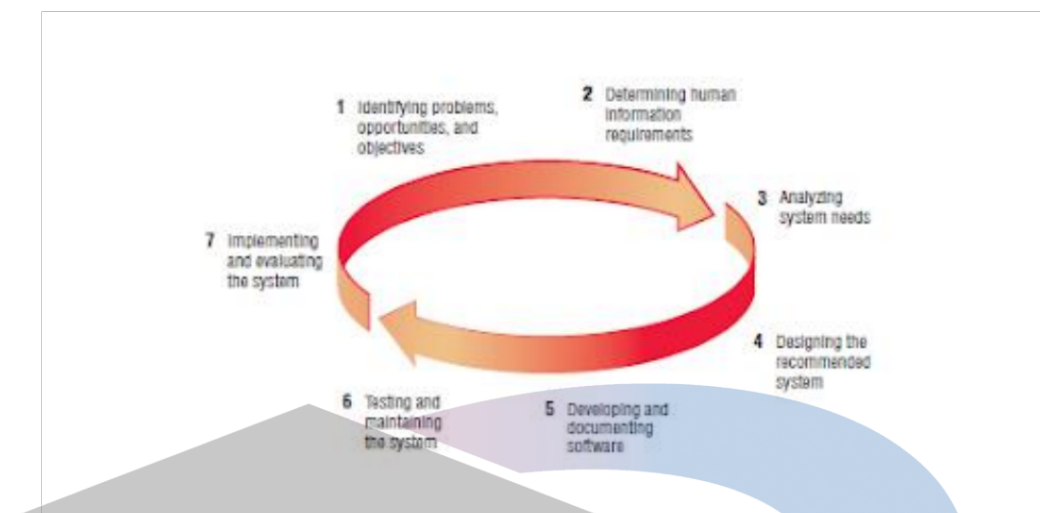 1 Identifying problems,
opportunities, and
objectives
2 Determining human
information
requirements
3 Analyzing
system needs
4 Designing the
recommended
system
5 Developing and
documenting
software
6 Testing and
maintaining
the system
7 Implementing
and evaluating
the system